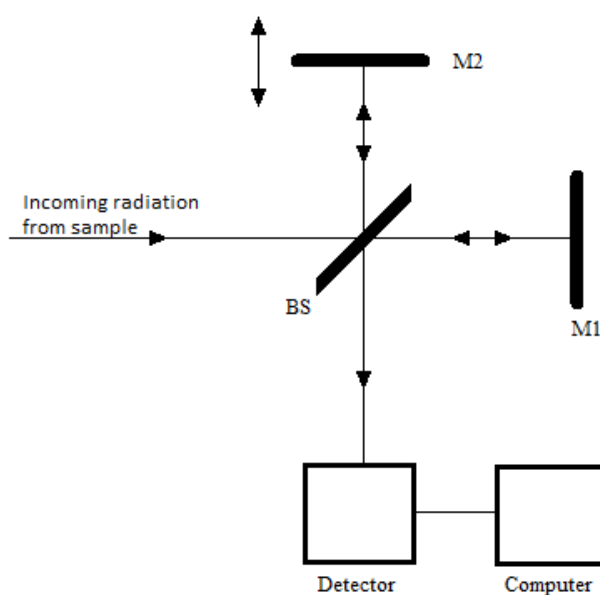 M2
Incoming radiation
from sample
BS
M1
Detector
Computer